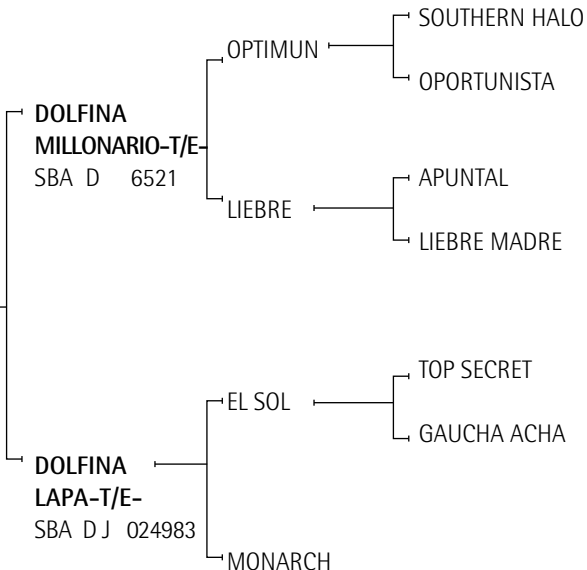 SOUTHERN HALO
OPTIMUN
OPORTUNISTA
DOLFINA
MILLONARIO-T/E-
SBA D 6521
APUNTAL
LIEBRE
LIEBRE MADRE
TOP SECRET
EL SOL
GAUCHA ACHA
DOLFINA
LAPA-T/E-
SBA D J 024983
MONARCH